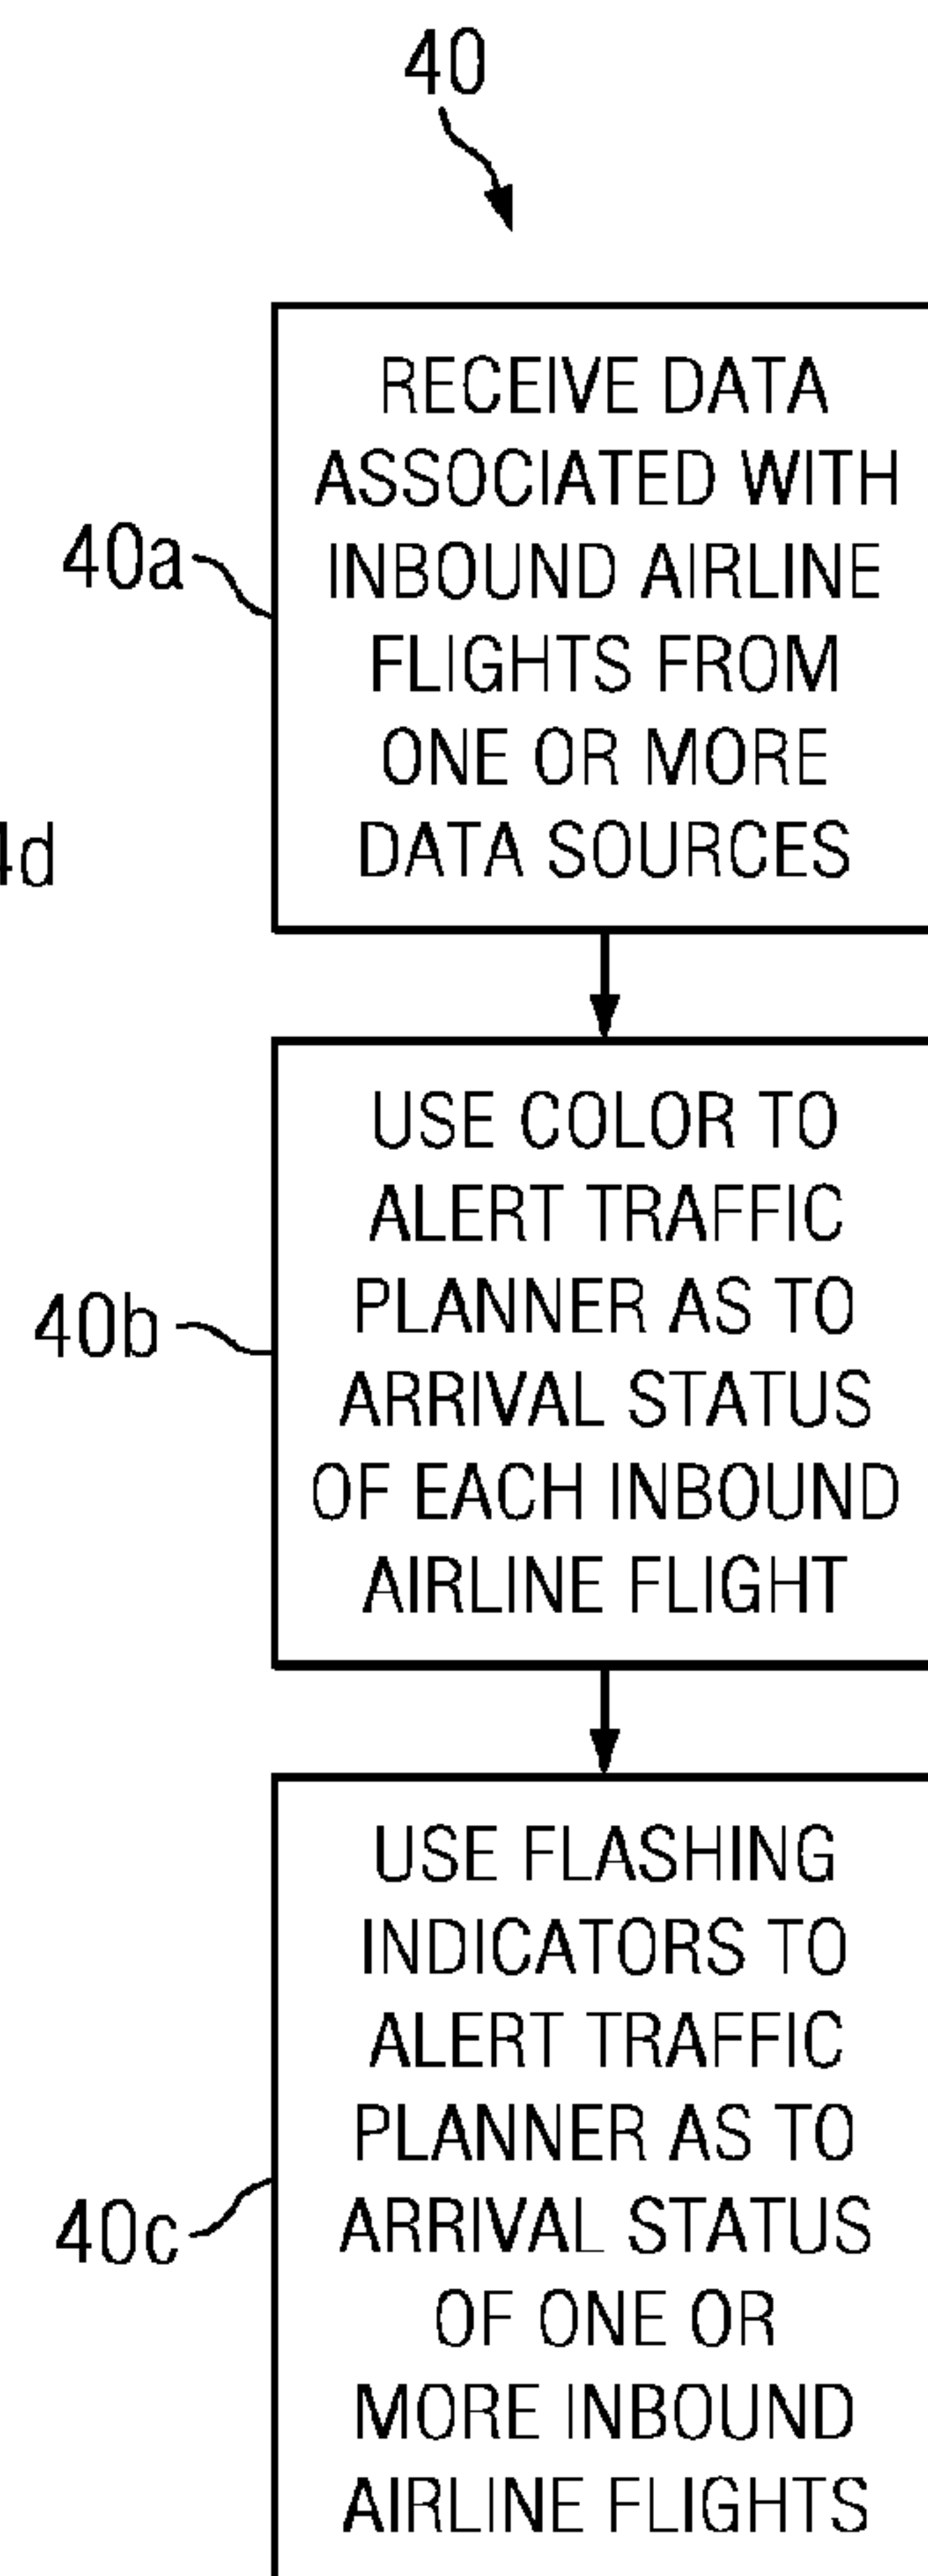 40
RECEIVE DATA
ASSOCIATED WITH
40a
INBOUND AIRLINE
FLIGHTS FROM
ONE OR MORE
DATA SOURCES
4d
USE COLOR TO
ALERT TRAFFIC
PLANNER AS TO
40b
ARRIVAL STATUS
OF EACH INBOUND
AIRLINE FLIGHT
USE FLASHING
INDICATORS TO
ALERT TRAFFIC
PLANNER AS TO
40c
ARRIVAL STATUS
OF ONE OR
MORE INBOUND
AIRLINE FLIGHTS